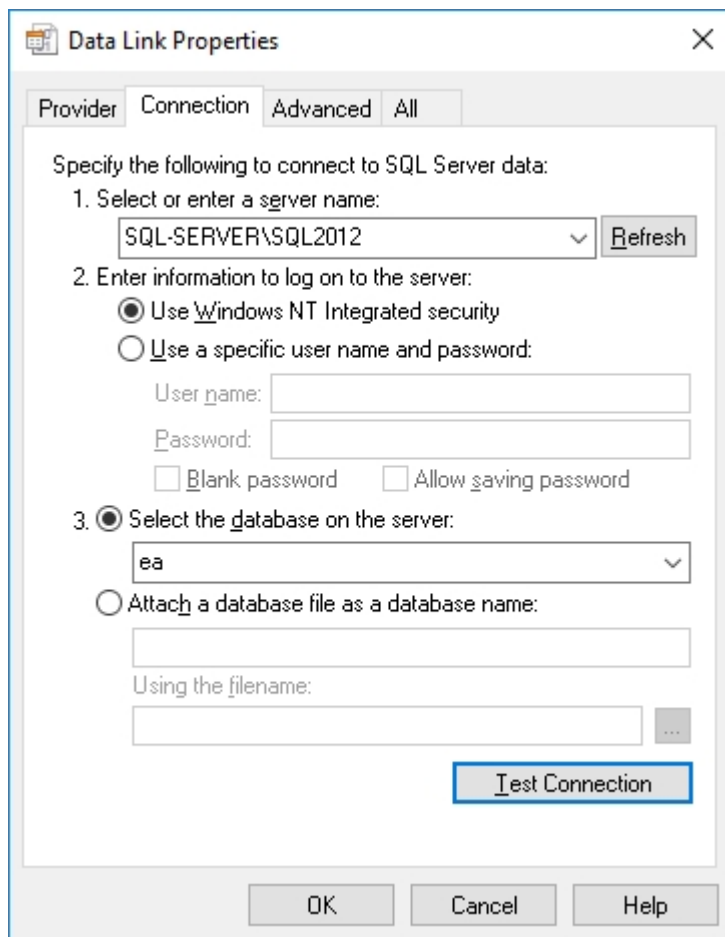 Data Link Properties
Provider Connection Advanced All
Specify the following to connect to SQL Server data:
1. Select or enter a server name:
SQL-SERVER\SQL2012 Refresh
2. Enter information to log on to the server:
Use Windows NT Integrated security
Use a specific user name and password:
User name:
Password:
Blank password Allow saving password
3. Select the database on the server:
ea
Attach a database file as a database name:
Using the filename:
...
Test Connection
OK Cancel Help